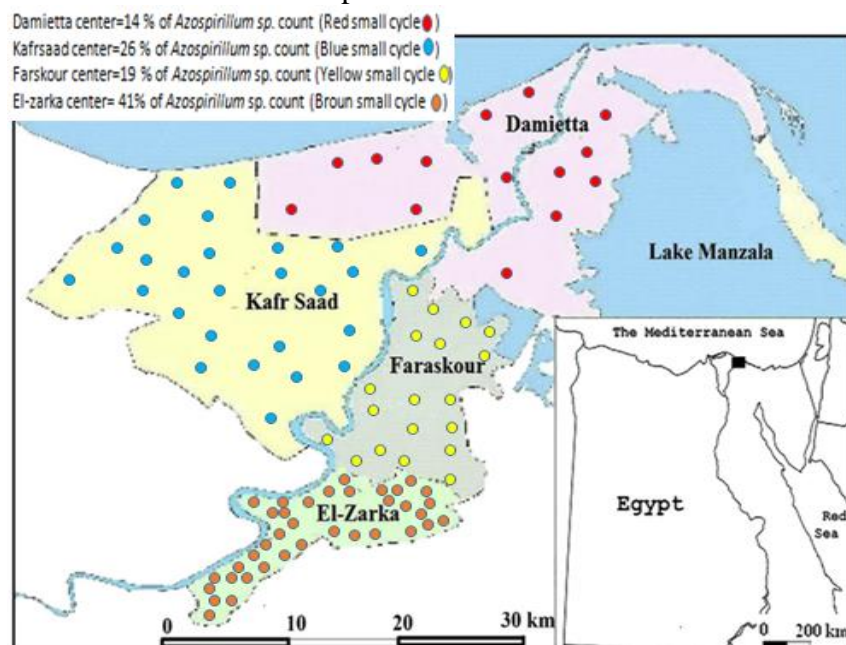 Damietta center=14 % of Azospirillum sp. count (Red small cycle )
Kafrsaad center=26 % of Azospirillum sp. count (Blue small cycle )
Farskour center=19 % of Azospirillum sp. count (Yellow small cycle )
El-zarka center= 41% of Azospirillum sp. count (Broun small cycle )
Damietta
Lake Manzala
Kafr Saad
The Mediterranean Sea
Faraskour
Egypt
El-Zarka
Red
Sea
0 10 20 30 km
0 200 km